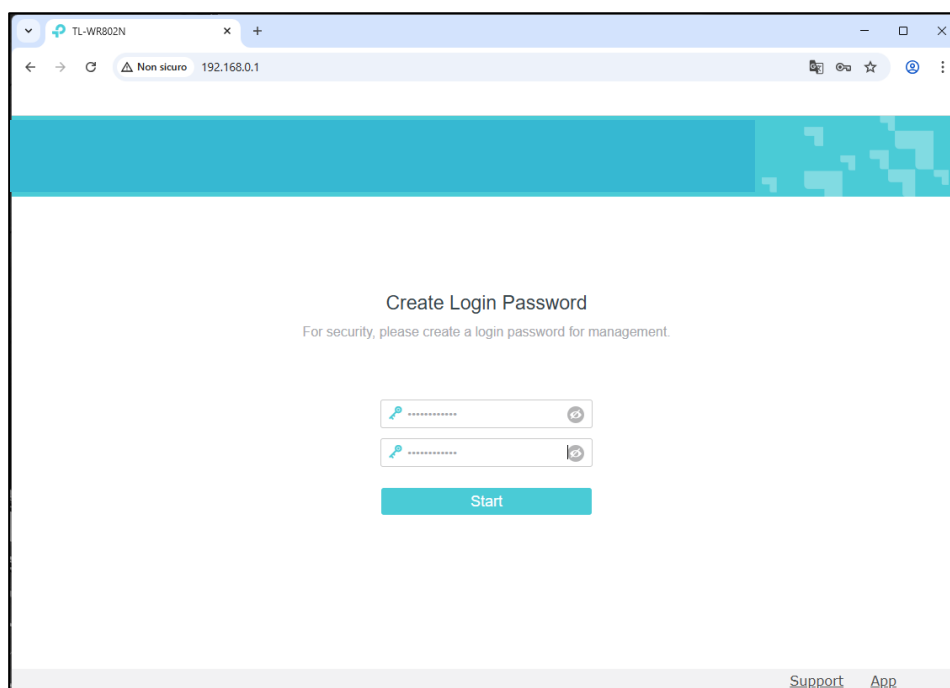 TL-WR802N
Non sicuro 192.168.0.1
Create Login Password
For security, please create a login password for management.
Start
Support App